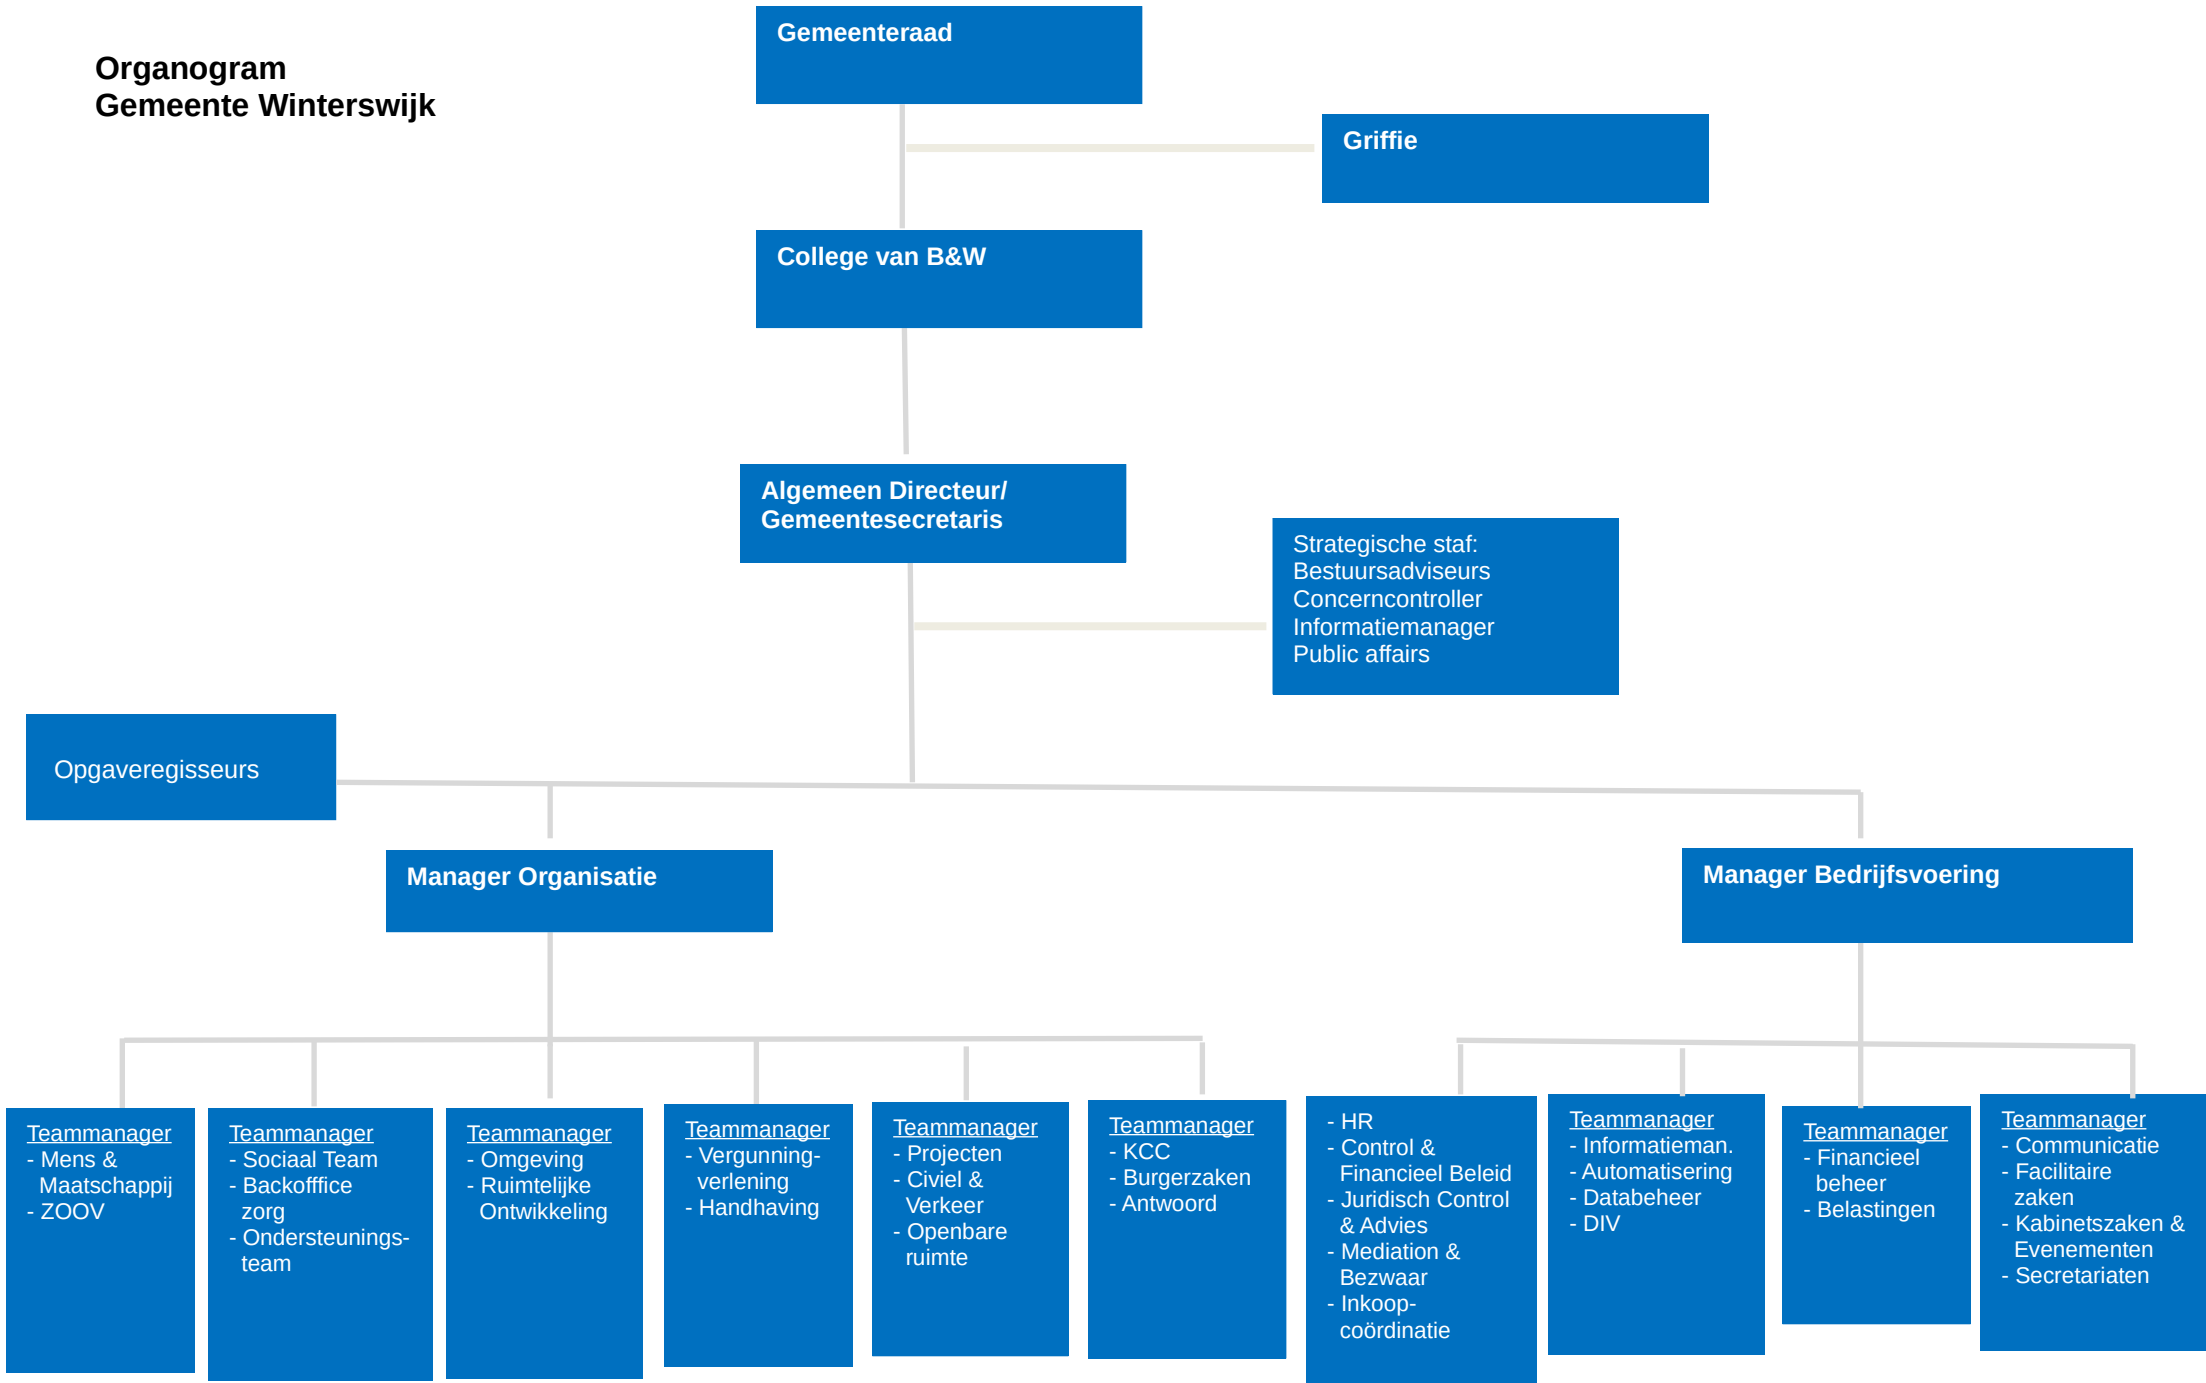 Organogram
Gemeente Winterswijk
Gemeenteraad
Griffie
College van B&W
Algemeen Directeur/
Gemeentesecretaris
Strategische staf:
Bestuursadviseurs
Concerncontroller
Informatiemanager
Public affairs
Opgaveregisseurs
Manager Organisatie
Manager Bedrijfsvoering
Teammanager
- Mens &
Maatschappij
- ZOOV
Teammanager
- Sociaal Team
- Backofffice
zorg
- Ondersteunings-
team
Teammanager
- Omgeving
- Ruimtelijke
Ontwikkeling
Teammanager
- Vergunning-
verlening
- Handhaving
Teammanager
- Projecten
- Civiel &
Verkeer
- Openbare
ruimte
Teammanager
- KCC
- Burgerzaken
- Antwoord
- HR
- Control &
Financieel Beleid
- Juridisch Control
& Advies
- Mediation &
Bezwaar
- Inkoop-
coördinatie
Teammanager
- Informatieman.
- Automatisering
- Databeheer
- DIV
Teammanager
- Financieel
beheer
- Belastingen
Teammanager
- Communicatie
- Facilitaire
zaken
- Kabinetszaken &
Evenementen
- Secretariaten